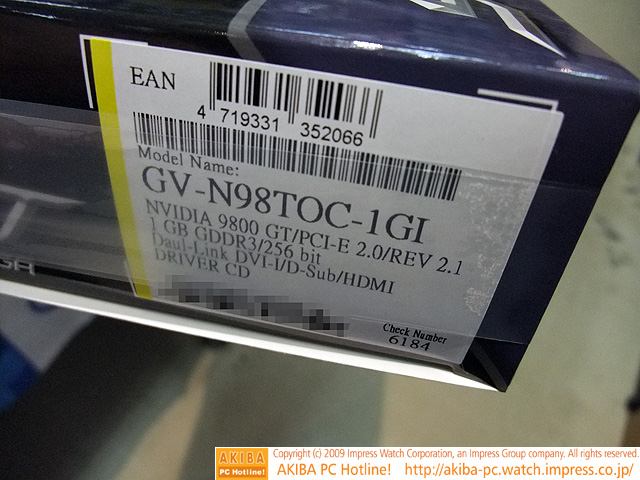 EAN
4 719331 352066
Model Name:
GV-N98TOC-1GI
NVIDIA 9800 GT/PCI-E 2.0/REV 2.1
1 GB GDDR3/256 bit
Daul-Link DVI-I/D-Sub/HDMI
DRIVER CD
Check Number
6184
AKIBA
PC Hotline!
Copyright (c) 2009 Impress Watch Corporation, an Impress Group company. All rights reserved.
AKIBA PC Hotline! http://akiba-pc.watch.impress.co.jp/